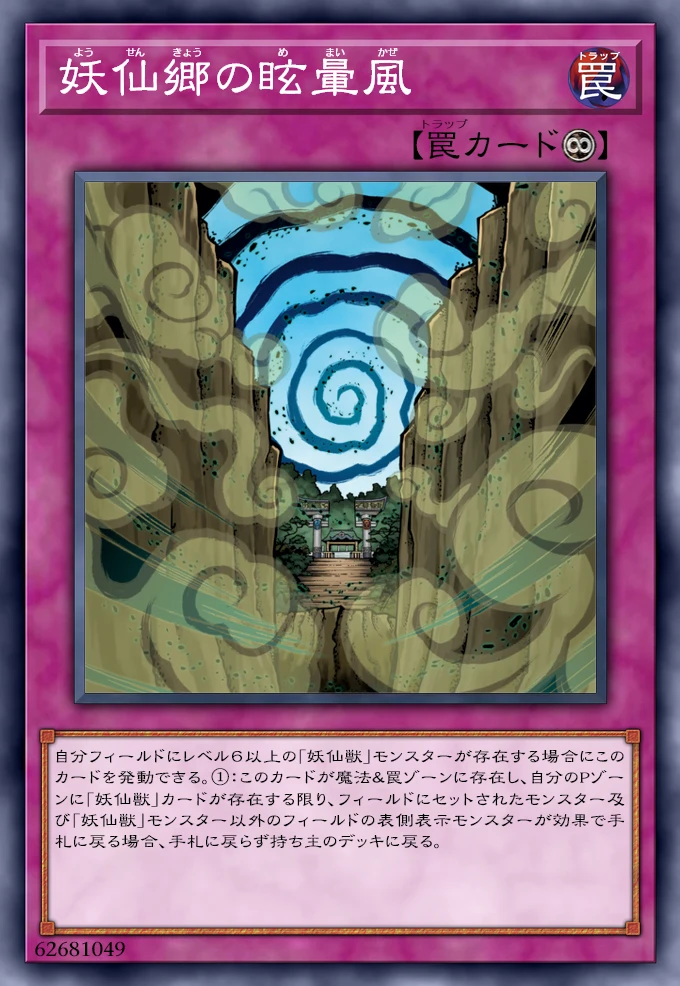 よう せん きょう め まい かぜ
妖仙郷の眩暈風
トラップ
罠
トラップ
【罠カード♾】
自分フィールドにレベル６以上の「妖仙獣」モンスターが存在する場合にこの
カードを発動できる。①：このカードが魔法&罠ゾーンに存在し、自分のPゾー
ンに「妖仙獣」カードが存在する限り、フィールドにセットされたモンスター及
び「妖仙獣」モンスター以外のフィールドの表側表示モンスターが効果で手
札に戻る場合、手札に戻らず持ち主のデッキに戻る。
62681049